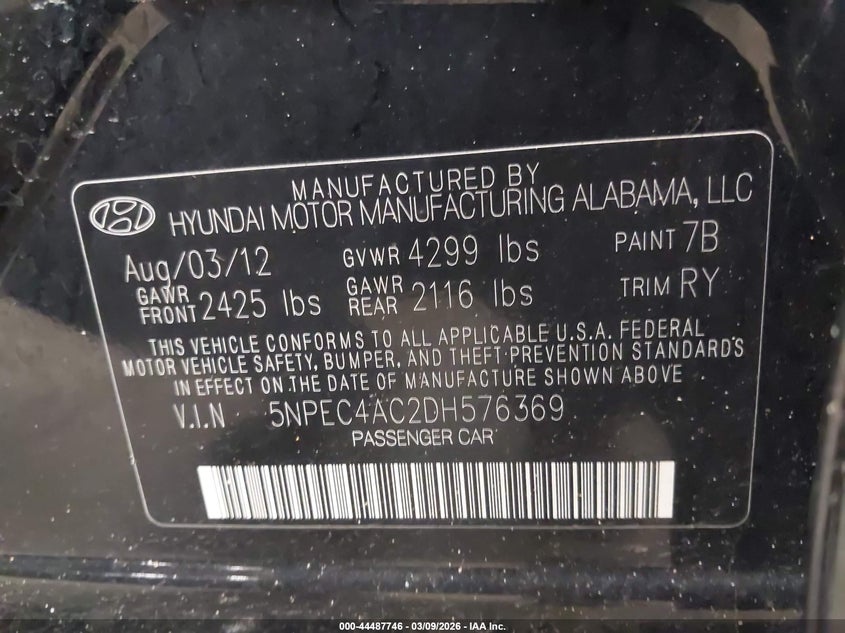 MANUFACTURED BY
HYUNDAI MOTOR MANUFACTURING ALABAMA, LLC
Aug/03/12 GVWR 4299 lbs PAINT 7B
GAWR FRONT 2425 lbs GAWR REAR 2116 lbs TRIM RY
THIS VEHICLE CONFORMS TO ALL APPLICABLE U.S.A. FEDERAL
MOTOR VEHICLE SAFETY, BUMPER, AND THEFT PREVENTION STANDARDS
IN EFFECT ON THE DATE OF MANUFACTURE SHOWN ABOVE
V.I.N 5NPEC4AC2DH576369
PASSENGER CAR
000-44487746 - 03/09/2026 - IAA Inc.